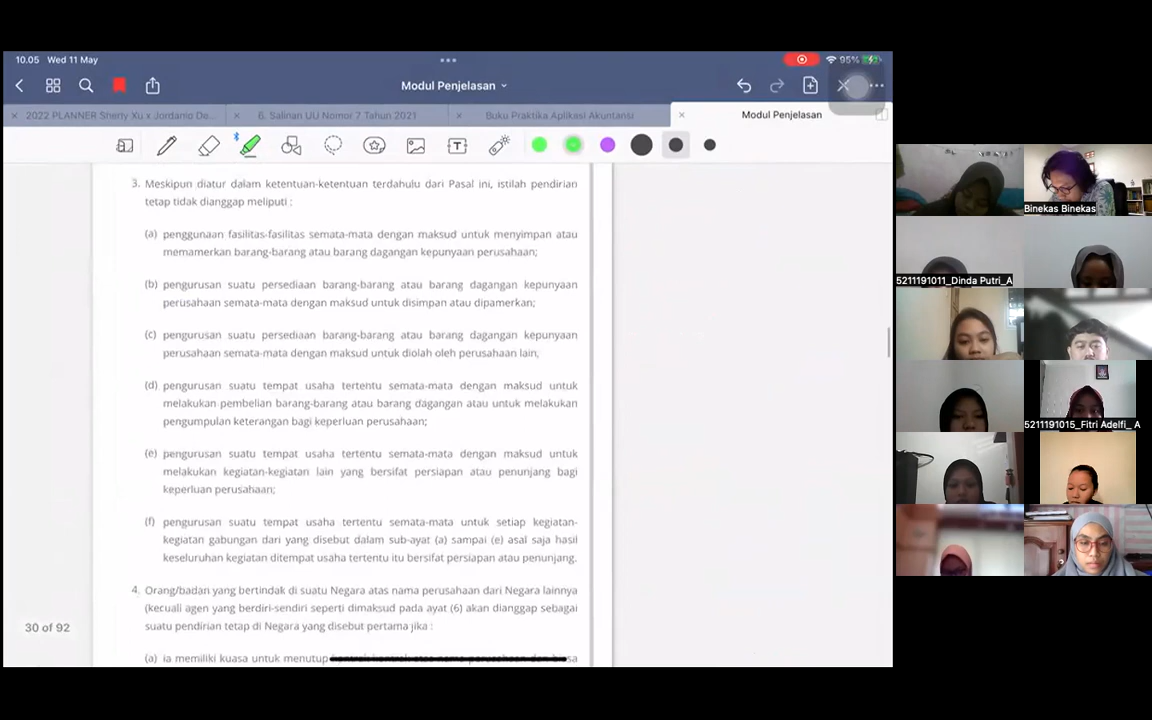 10.05 Wed 11 May
95%
Modul Penjelasan
2022 PLANNER Sherly Xu x Jordanio De...
6. Salinan UU Nomor 7 Tahun 2021
Buku Praktika Aplikasi Akuntansi
Modul Penjelasan
3. Meskipun diatur dalam ketentuan-ketentuan terdahulu dari Pasal ini, istilah pendirian
tetap tidak dianggap meliputi :
(a) penggunaan fasilitas-fasilitas semata-mata dengan maksud untuk menyimpan atau
memamerkan barang-barang atau barang dagangan kepunyaan perusahaan;
(b) pengurusan suatu persediaan barang-barang atau barang dagangan kepunyaan
perusahaan semata-mata dengan maksud untuk disimpan atau dipamerkan;
(c) pengurusan suatu persediaan barang-barang atau barang dagangan kepunyaan
perusahaan semata-mata dengan maksud untuk diolah oleh perusahaan lain;
(d) pengurusan suatu tempat usaha tertentu semata-mata dengan maksud untuk
melakukan pembelian barang-barang atau barang dagangan atau untuk melakukan
pengumpulan keterangan bagi keperluan perusahaan;
(e) pengurusan suatu tempat usaha tertentu semata-mata dengan maksud untuk
melakukan kegiatan-kegiatan lain yang bersifat persiapan atau penunjang bagi
keperluan perusahaan;
(f) pengurusan suatu tempat usaha tertentu semata-mata untuk setiap kegiatan-
kegiatan gabungan dari yang disebut dalam sub-ayat (a) sampai (e) asal saja hasil
keseluruhan kegiatan ditempat usaha tertentu itu bersifat persiapan atau penunjang.
4. Orang/badan yang bertindak di suatu Negara atas nama perusahaan dari Negara lainnya
(kecuali agen yang berdiri-sendiri seperti dimaksud pada ayat (6) akan dianggap sebagai
suatu pendirian tetap di Negara yang disebut pertama jika :
(a) ia memiliki kuasa untuk menutup
30 of 92
Binekas Binekas
5211191011_Dinda Putri_A
5211191015_Fitri Adelfi_ A